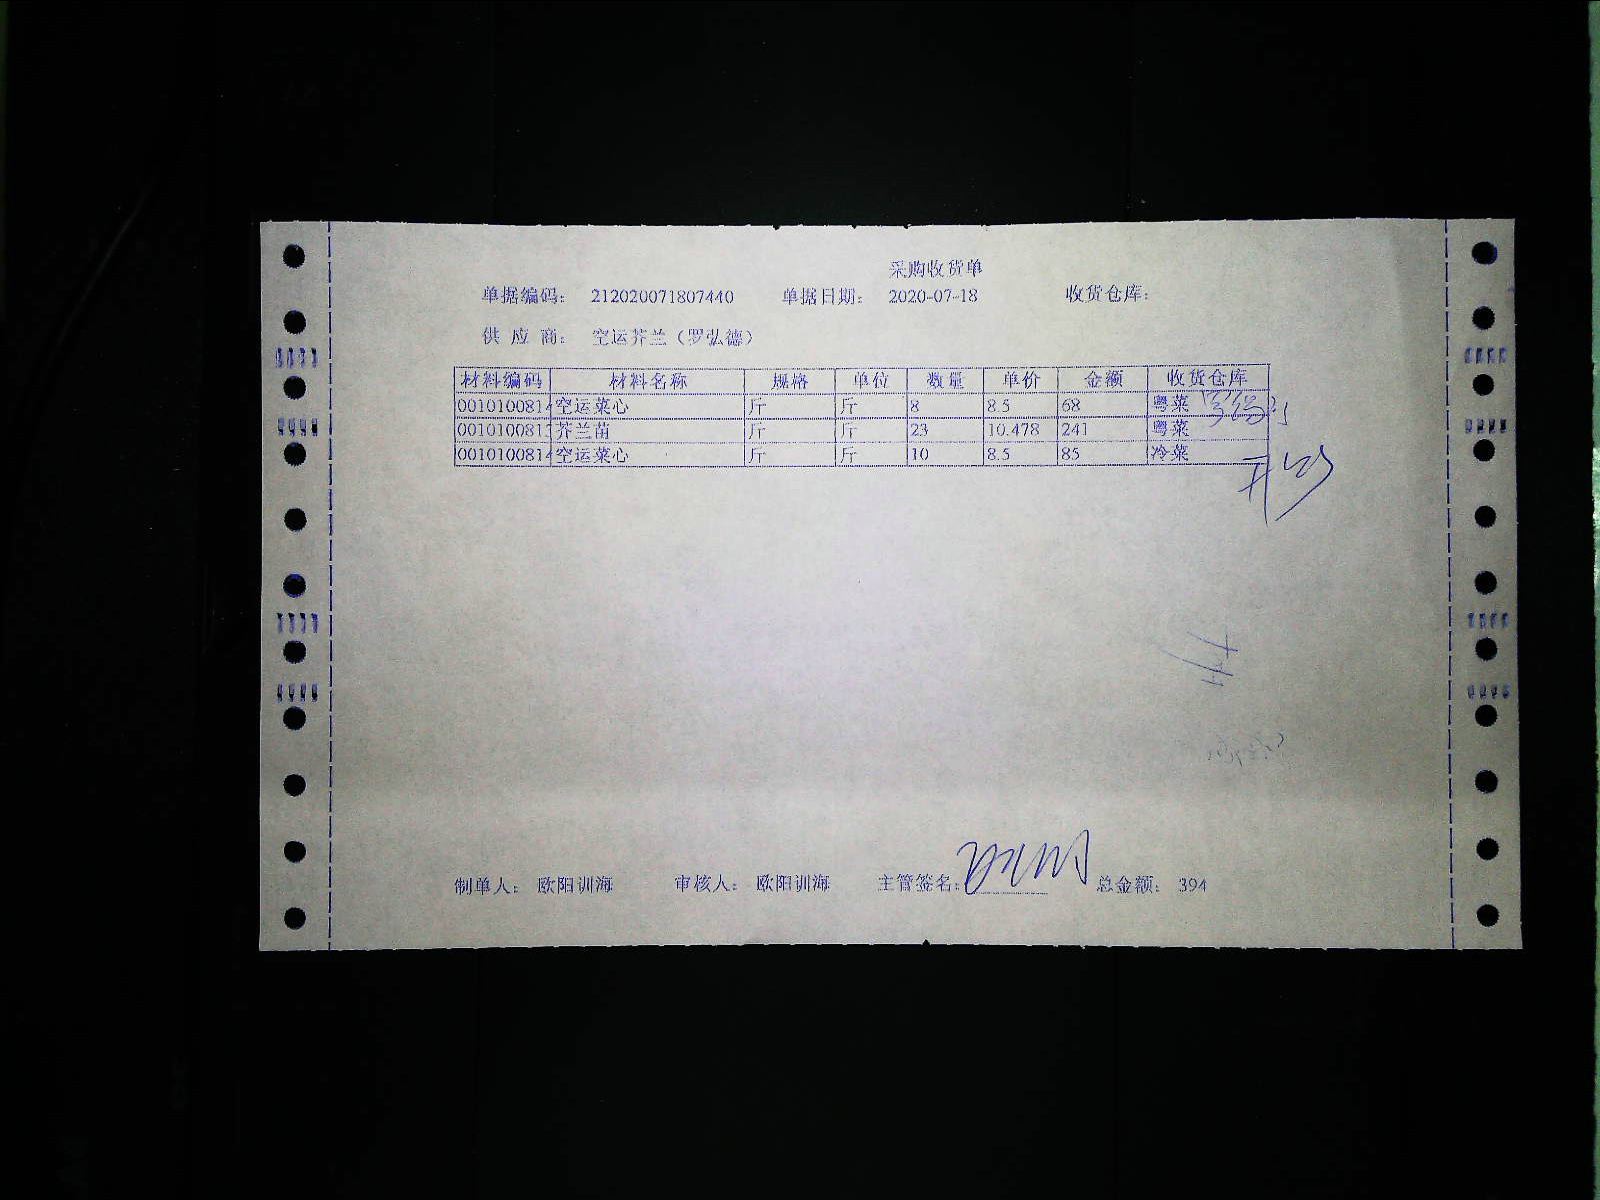 采购收货单
单据编码： 212020071807440 单据日期： 2020-07-18 收货仓库：
供 应 商： 空运芥兰（罗弘德）
材料编码 材料名称 规格 单位 数量 单价 金额 收货仓库
0010100814 空运菜心 斤 斤 8 8.5 68 粤菜
001010081 芥兰苗 斤 斤 23 10.478 241 粤菜
0010100814 空运菜心 斤 斤 10 8.5 85 冷菜
制单人： 欧阳训海 审核人： 欧阳训海 主管签名： 总金额： 394